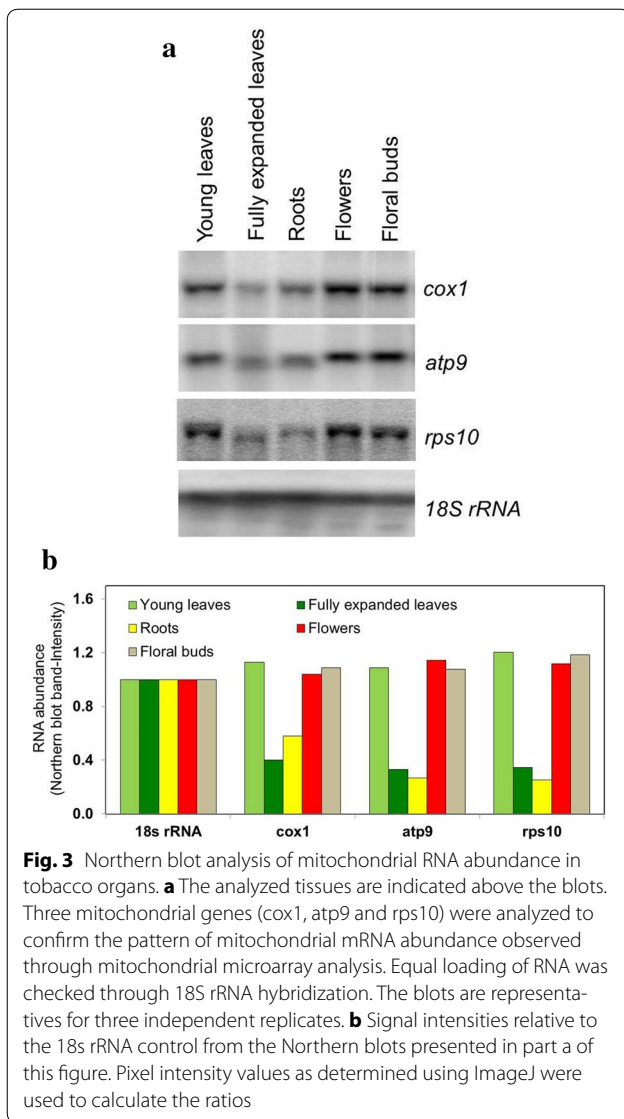 a
Young leaves
Fully expanded leaves
Roots
Flowers
Floral buds
cox1
atp9
rps10
18S rRNA
b
1.6
1.2
0.8
0.4
0.0
RNA abundance
(Northern blot band-Intensity)
Young leaves
Fully expanded leaves
Roots
Flowers
Floral buds
18s rRNA
cox1
atp9
rps10
Fig. 3 Northern blot analysis of mitochondrial RNA abundance in
tobacco organs. a The analyzed tissues are indicated above the blots.
Three mitochondrial genes (cox1, atp9 and rps10) were analyzed to
confirm the pattern of mitochondrial mRNA abundance observed
through mitochondrial microarray analysis. Equal loading of RNA was
checked through 18S rRNA hybridization. The blots are representa-
tives for three independent replicates. b Signal intensities relative to
the 18s rRNA control from the Northern blots presented in part a of
this figure. Pixel intensity values as determined using ImageJ were
used to calculate the ratios